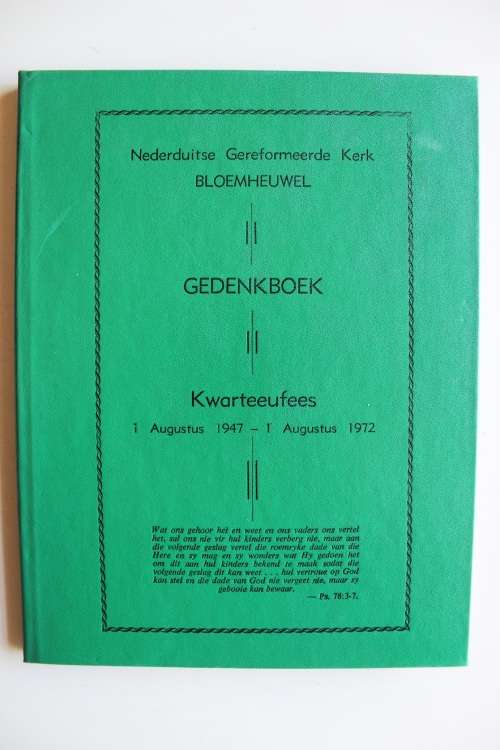 Nederduitse Gereformeerde Kerk
BLOEMHEUWEL
GEDENKBOEK
Kwarteeufees
1 Augustus 1947 – 1 Augustus 1972
Wat ons gehoor het en weet en ons vaders ons vertel
het, sal ons nie vir hul kinders verberg nie, maar aan
die volgende geslag vertel die roemryke dade van die
Here en sy mag en sy wonders wat Hy gedoen het
om dit aan hul kinders bekend te maak sodat die
volgende geslag dit kan weet . . . hul vertroue op God
kan stel en die dade van God nie vergeet nie, maar sy
gebooie kan bewaar.
— Ps. 78:3-7.